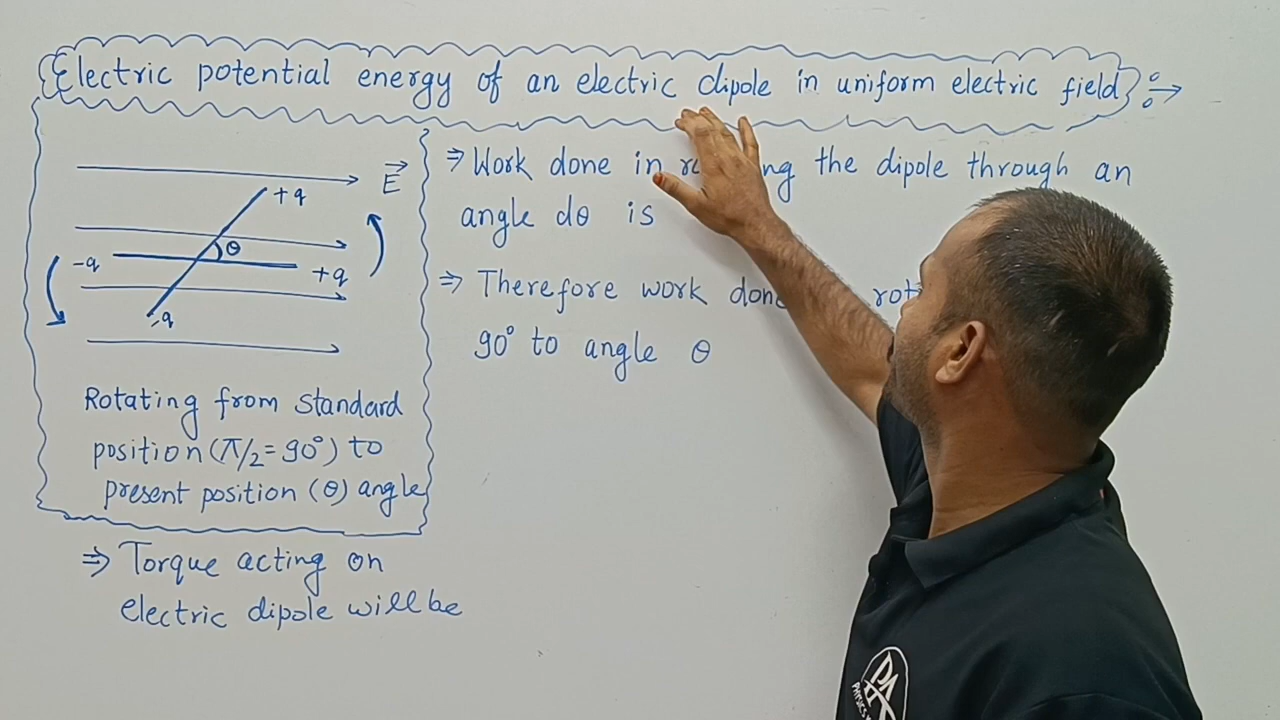 Electric potential energy of an electric dipole in uniform electric field
E
+q
θ
-q
+q
-q
Rotating from standard
position (π/2 = 90°) to
present position (θ) angle
⇒ Torque acting on
electric dipole will be
⇒ Work done in the dipole through an
angle dθ is
⇒ Therefore work done
90° to angle θ